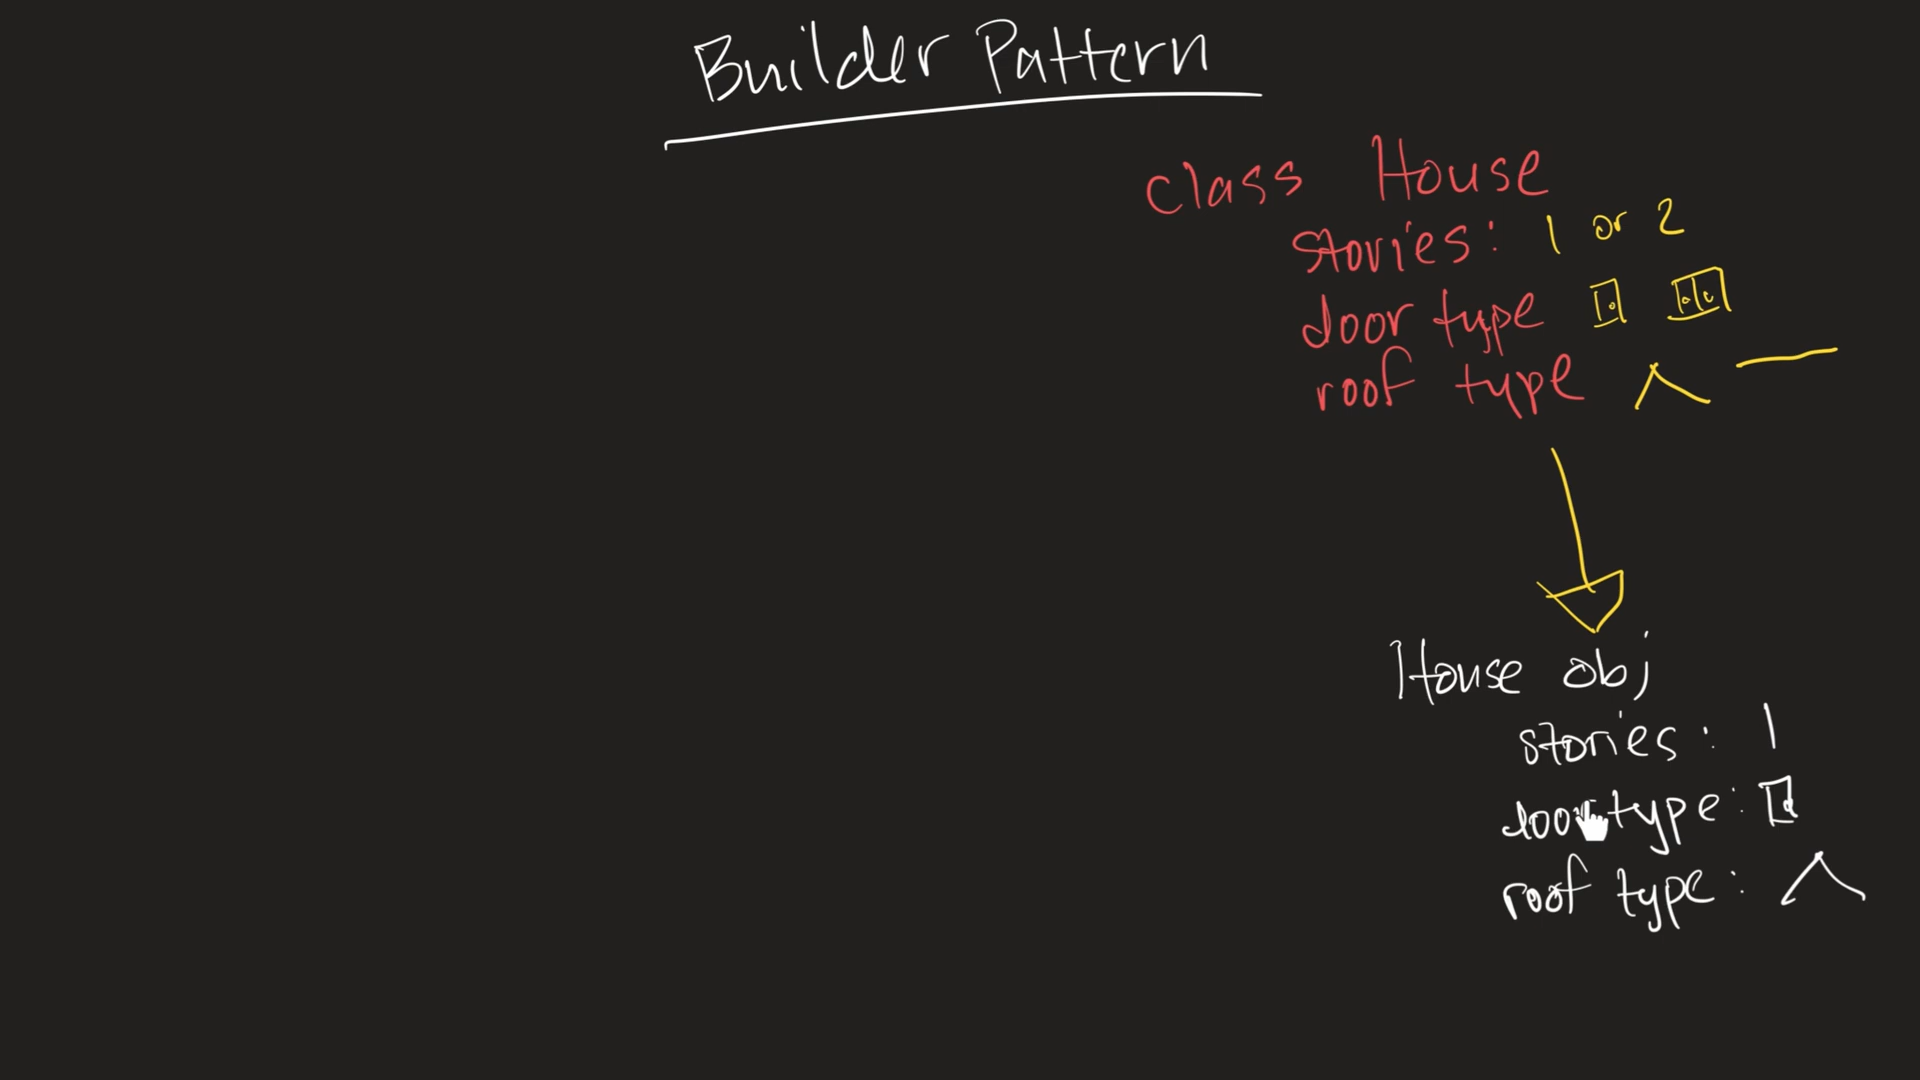 Builder Pattern
class House
stories: 1 or 2
door type
roof type
House obj
stories: 1
door type:
roof type: